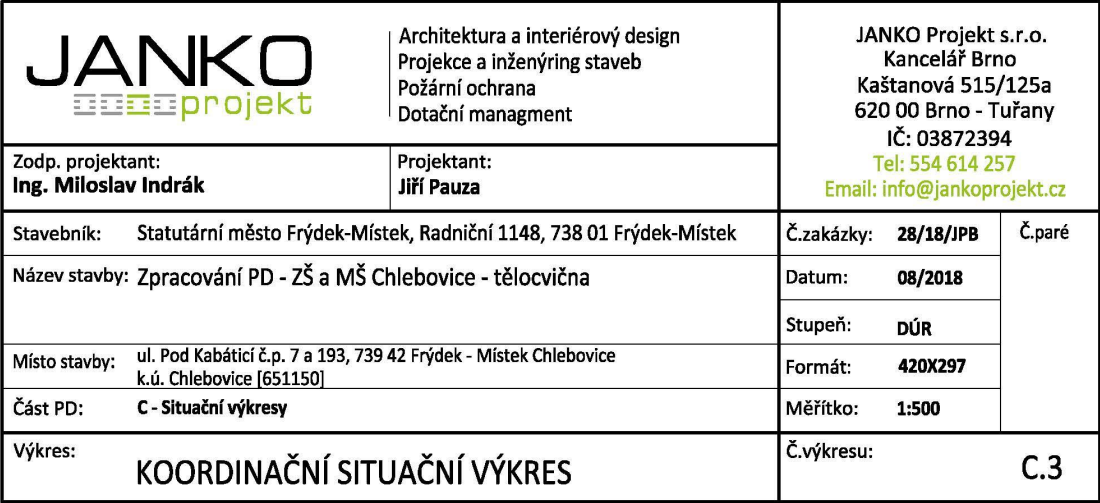 JANKO
projekt
Architektura a interiérový design
Projekce a inženýring staveb
Požární ochrana
Dotační managment
JANKO Projekt s.r.o.
Kancelář Brno
Kaštanová 515/125a
620 00 Brno - Tuřany
IČ: 03872394
Tel: 554 614 257
Email: info@jankoprojekt.cz
Zodp. projektant:
Ing. Miloslav Indrák
Projektant:
Jiří Pauza
Stavebník: Statutární město Frýdek-Místek, Radniční 1148, 738 01 Frýdek-Místek
Název stavby: Zpracování PD - ZŠ a MŠ Chlebovice - tělocvična
Místo stavby: ul. Pod Kabáticí č.p. 7 a 193, 739 42 Frýdek - Místek Chlebovice
k.ú. Chlebovice [651150]
Část PD: C - Situační výkresy
Č.zakázky: 28/18/JPB
Datum: 08/2018
Stupeň: DÚR
Formát: 420X297
Měřítko: 1:500
Č.paré
Výkres: KOORDINAČNÍ SITUAČNÍ VÝKRES
Č.výkresu: C.3